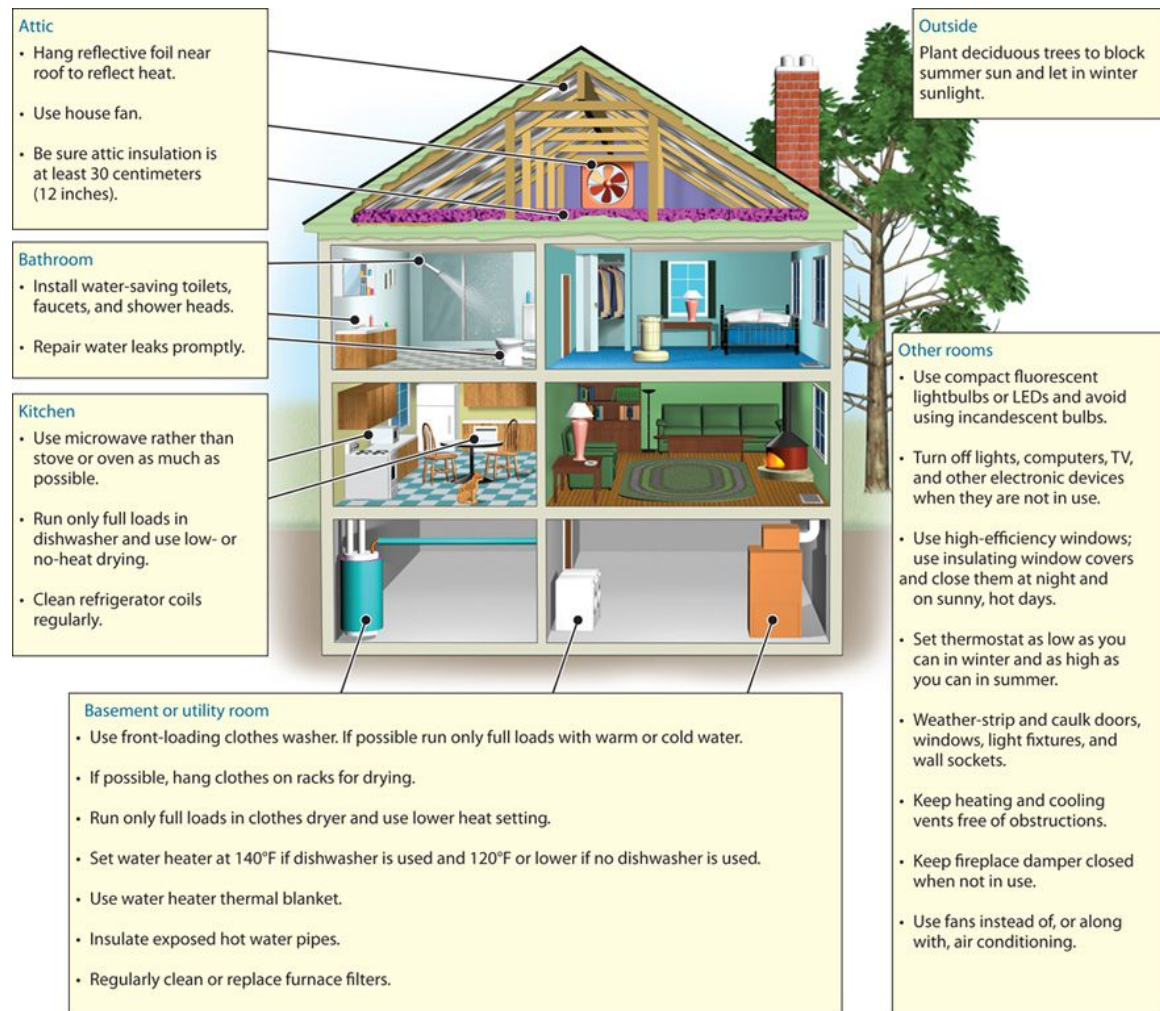 Attic
• Hang reflective foil near
roof to reflect heat.
• Use house fan.
• Be sure attic insulation is
at least 30 centimeters
(12 inches).
Bathroom
• Install water-saving toilets,
faucets, and shower heads.
• Repair water leaks promptly.
Kitchen
• Use microwave rather than
stove or oven as much as
possible.
• Run only full loads in
dishwasher and use low- or
no-heat drying.
• Clean refrigerator coils
regularly.
Outside
Plant deciduous trees to block
summer sun and let in winter
sunlight.
Other rooms
• Use compact fluorescent
lightbulbs or LEDs and avoid
using incandescent bulbs.
• Turn off lights, computers, TV,
and other electronic devices
when they are not in use.
• Use high-efficiency windows;
use insulating window covers
and close them at night and
on sunny, hot days.
• Set thermostat as low as you
can in winter and as high as
you can in summer.
• Weather-strip and caulk doors,
windows, light fixtures, and
wall sockets.
• Keep heating and cooling
vents free of obstructions.
• Keep fireplace damper closed
when not in use.
• Use fans instead of, or along
with, air conditioning.
Basement or utility room
• Use front-loading clothes washer. If possible run only full loads with warm or cold water.
• If possible, hang clothes on racks for drying.
• Run only full loads in clothes dryer and use lower heat setting.
• Set water heater at 140°F if dishwasher is used and 120°F or lower if no dishwasher is used.
• Use water heater thermal blanket.
• Insulate exposed hot water pipes.
• Regularly clean or replace furnace filters.